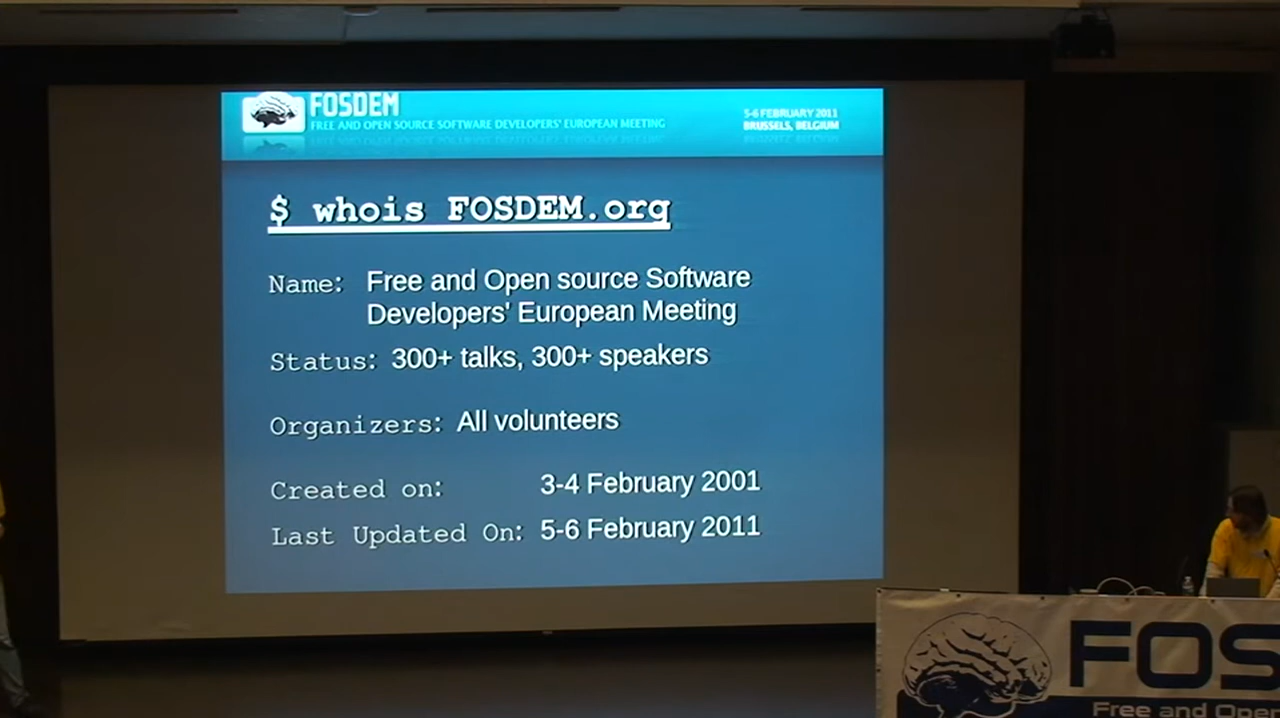 FOSDEM
FREE AND OPEN SOURCE SOFTWARE DEVELOPERS' EUROPEAN MEETING
5-6 FEBRUARY 2011
BRUSSELS, BELGIUM
$ whois FOSDEM.org
Name: Free and Open source Software
Developers' European Meeting
Status: 300+ talks, 300+ speakers
Organizers: All volunteers
Created on: 3-4 February 2001
Last Updated On: 5-6 February 2011
FOS
Free and Open